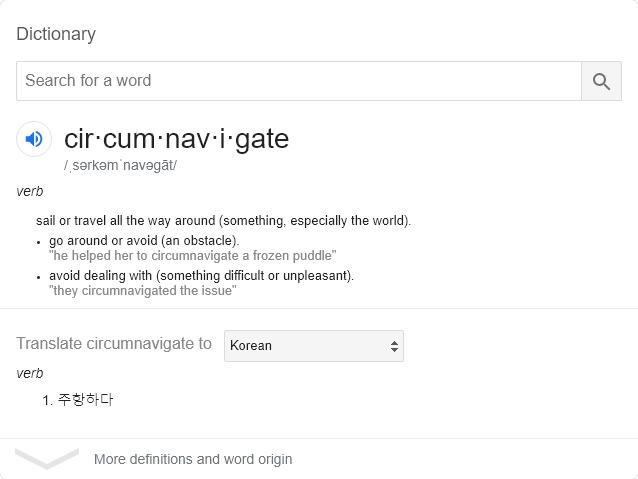 Dictionary
Search for a word
cir·cum·nav·i·gate
/ˌsərkəmˈnavəɡāt/
verb
sail or travel all the way around (something, especially the world).
• go around or avoid (an obstacle).
"he helped her to circumnavigate a frozen puddle"
• avoid dealing with (something difficult or unpleasant).
"they circumnavigated the issue"
Translate circumnavigate to Korean
verb
1. 주항하다
More definitions and word origin